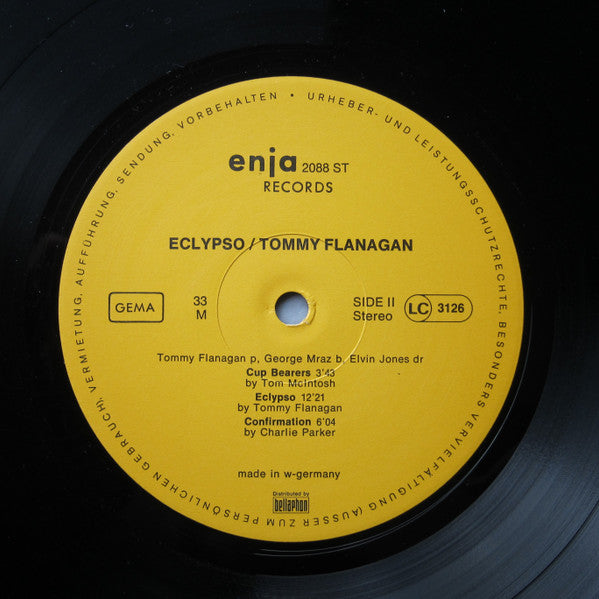 URHEBER- UND LEISTUNGSSCHUTZRECHTE, BESONDERS VERVIELFÄLTIGUNG (AUSSER ZUM PERSÖNLICHEN GEBRAUCH), VERMIETUNG, AUFFÜHRUNG, SENDUNG, VORBEHALTEN •
enja 2088 ST
RECORDS
ECLYPSO / TOMMY FLANAGAN
GEMA
33
M
SIDE II
Stereo
LC 3126
Tommy Flanagan p, George Mraz b, Elvin Jones dr
Cup Bearers 3'43
by Tom McIntosh
Eclypso 12'21
by Tommy Flanagan
Confirmation 6'04
by Charlie Parker
made in w-germany
Distributed by
bellaphon